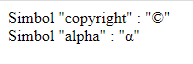 Simbol "copyright" : "©"
Simbol "alpha" : "α"